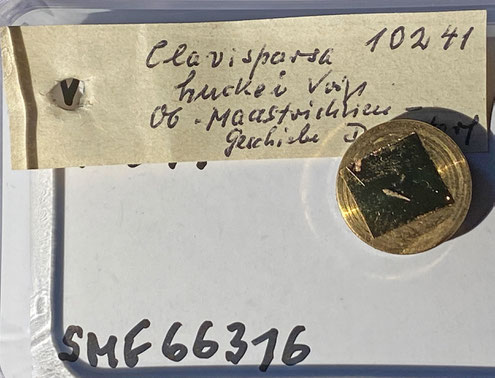 Clavisparsa 10241
huckei Voigt
Ob.-Maastrichtien-
Geschiebe
V
SMF 66316